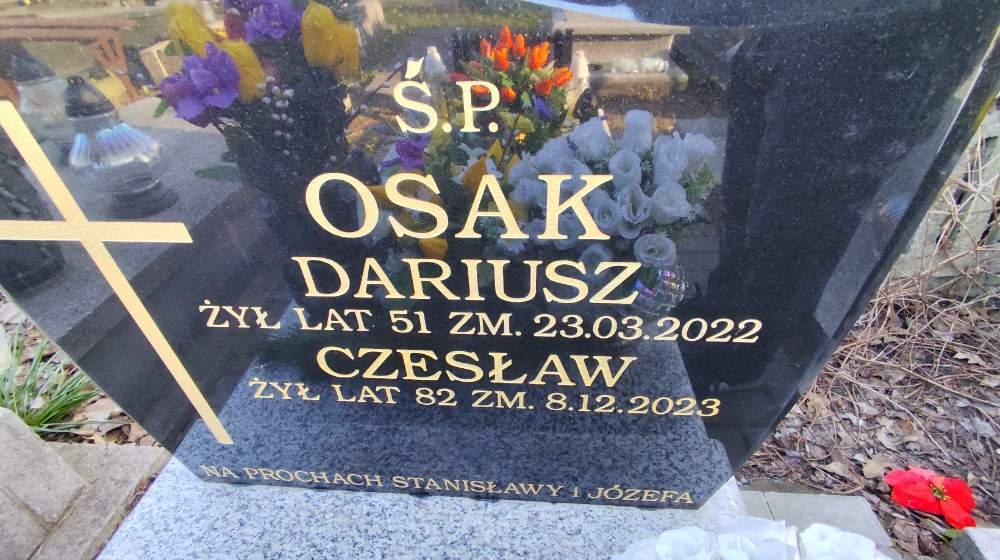 Ś.P.
OSAK
DARIUSZ
ŻYŁ LAT 51 ZM. 23.03.2022
CZESŁAW
ŻYŁ LAT 82 ZM. 8.12.2023
NA PROCHACH STANISŁAWY i JÓZEFA